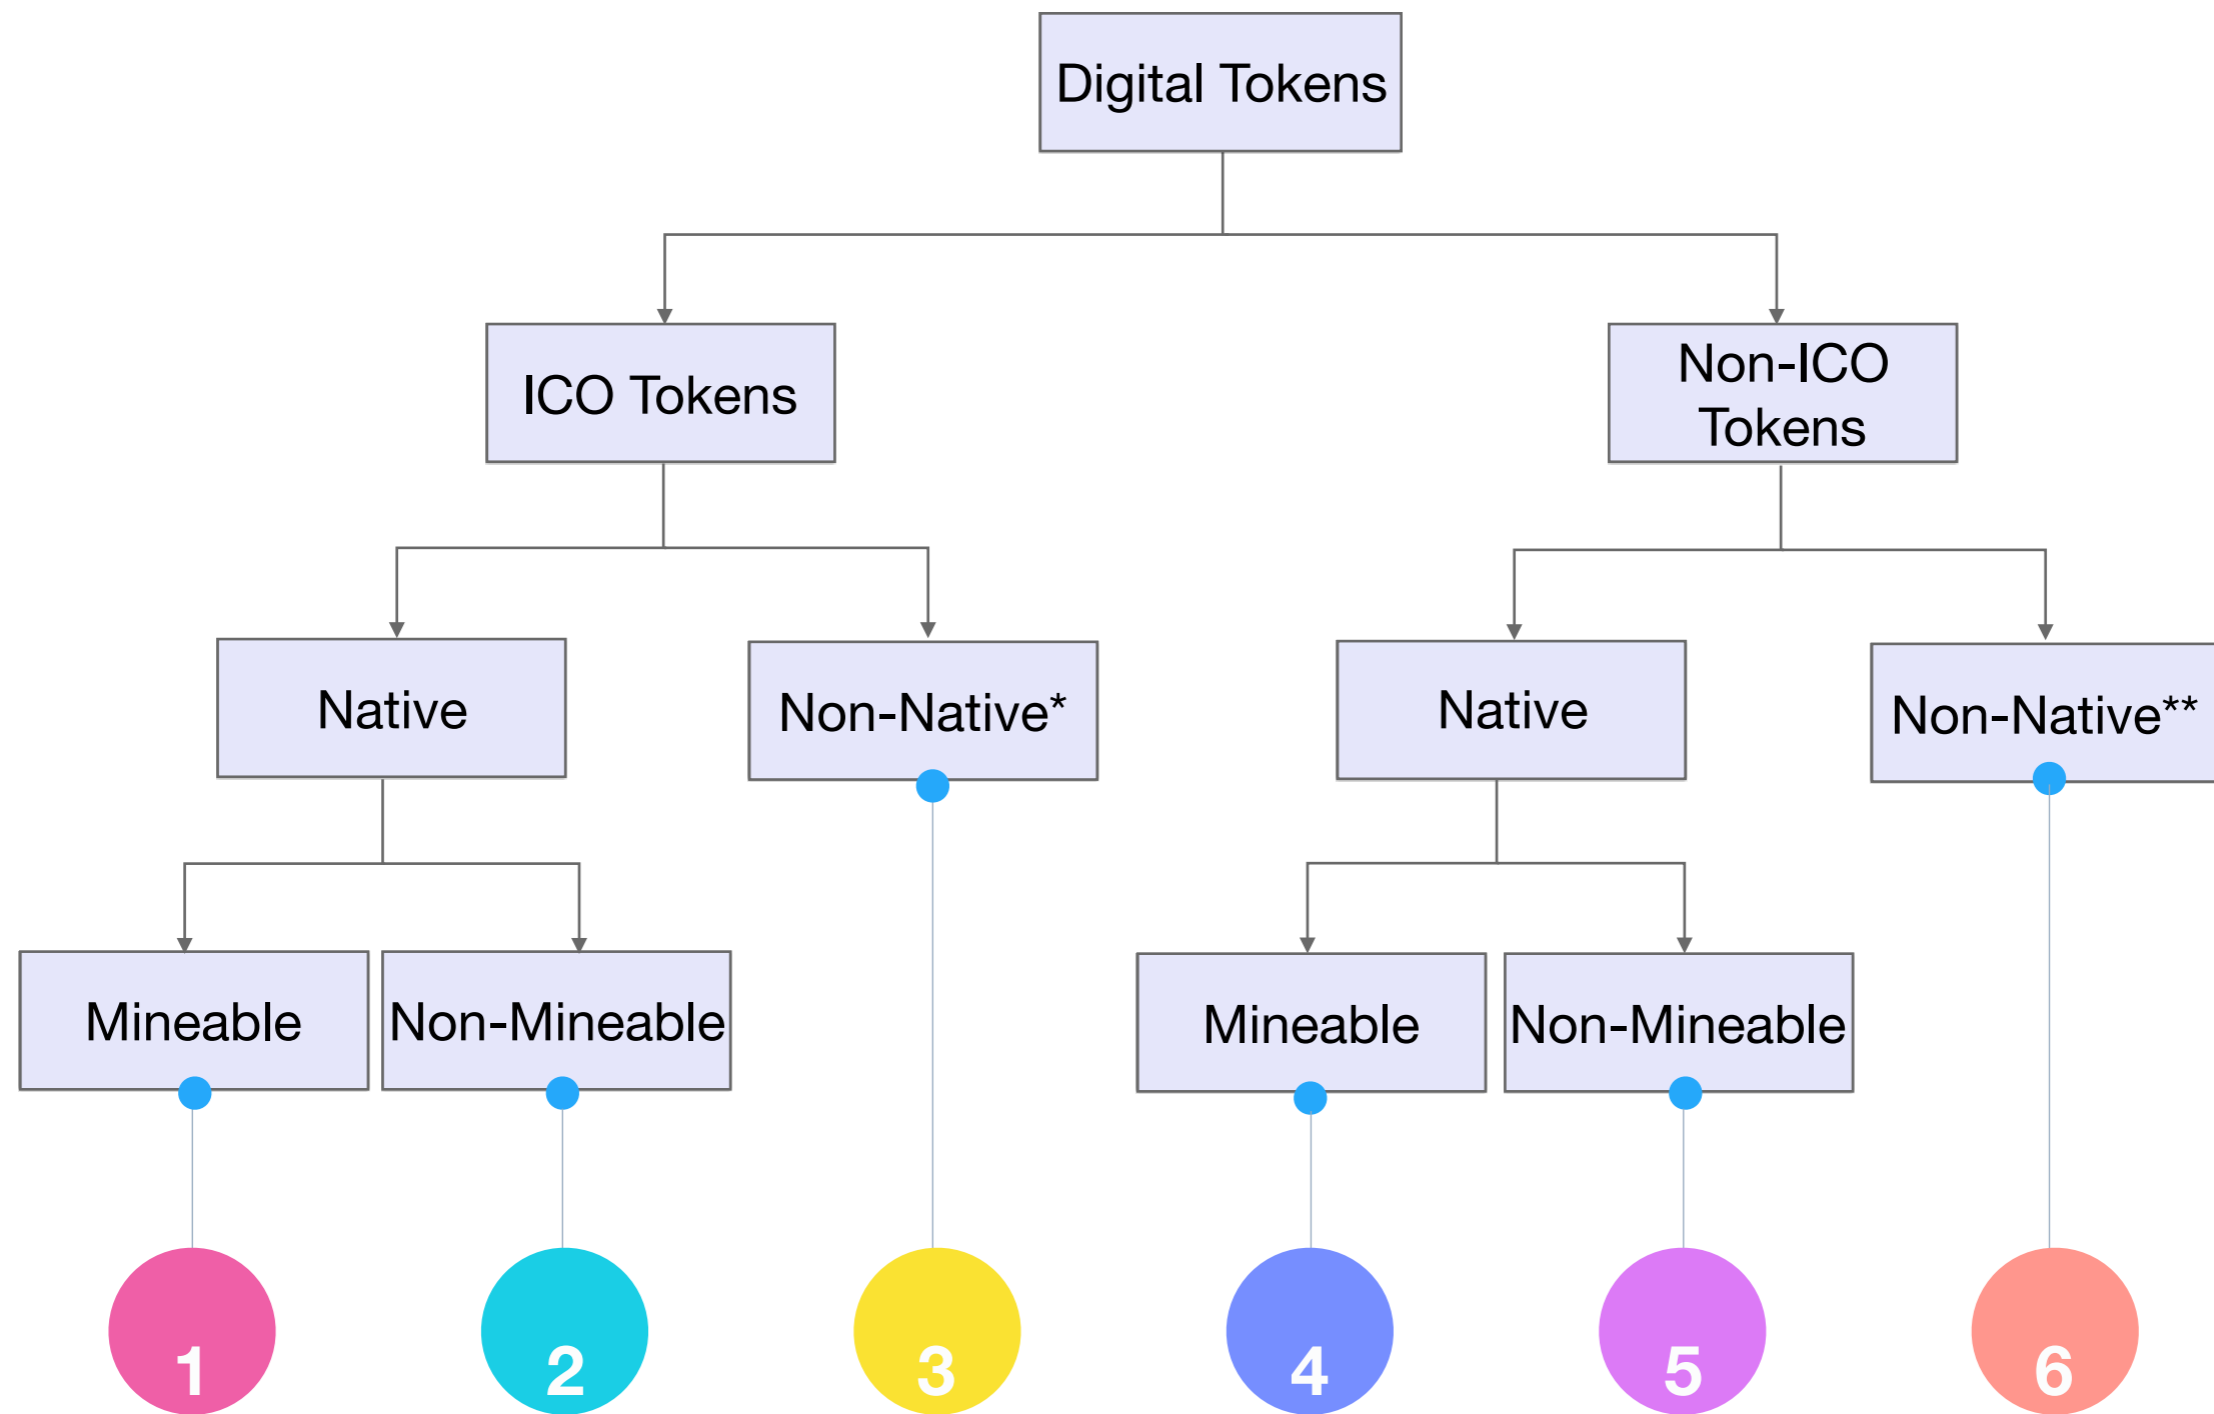 Digital Tokens
ICO Tokens
Non-ICO
Tokens
Native
Non-Native*
Native
Non-Native**
Mineable
Non-Mineable
Mineable
Non-Mineable
1
2
3
4
5
6